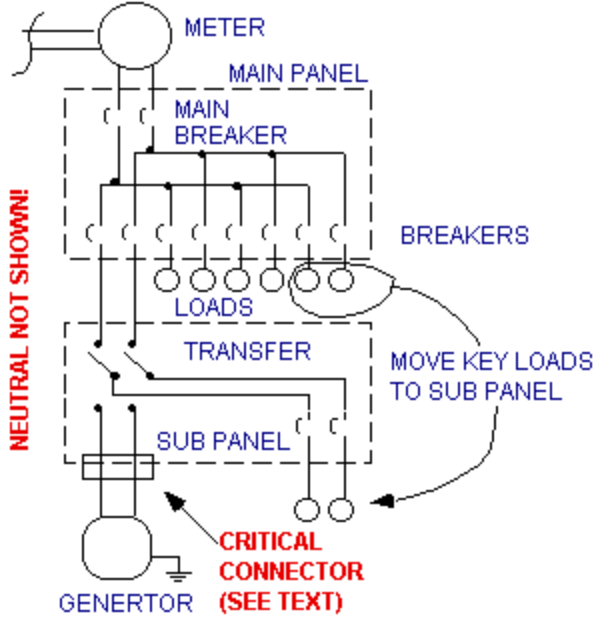 METER
MAIN PANEL
MAIN
BREAKER
BREAKERS
LOADS
NEUTRAL NOT SHOWN!
TRANSFER
MOVE KEY LOADS
TO SUB PANEL
SUB PANEL
CRITICAL
CONNECTOR
(SEE TEXT)
GENERTOR